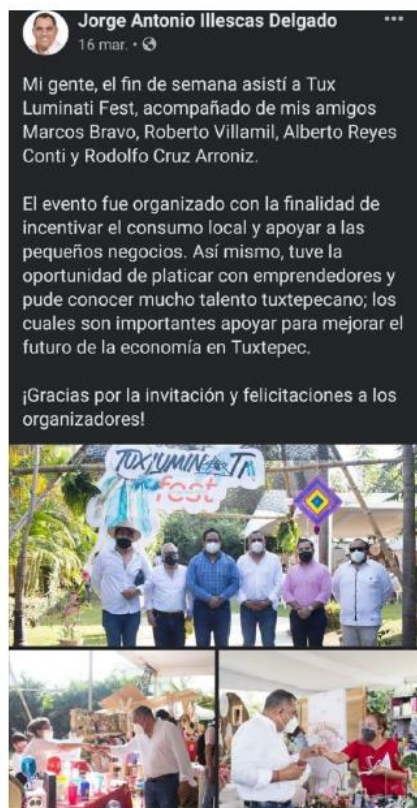 Jorge Antonio Illescas Delgado
16 mar. •
Mi gente, el fin de semana asistí a Tux
Luminati Fest, acompañado de mis amigos
Marcos Bravo, Roberto Villamil, Alberto Reyes
Conti y Rodolfo Cruz Arroniz.
El evento fue organizado con la finalidad de
incentivar el consumo local y apoyar a las
pequeños negocios. Así mismo, tuve la
oportunidad de platicar con emprendedores y
pude conocer mucho talento tuxtepecano; los
cuales son importantes apoyar para mejorar el
futuro de la economía en Tuxtepec.
¡Gracias por la invitación y felicitaciones a los
organizadores!
TUXLUMINATI
fest